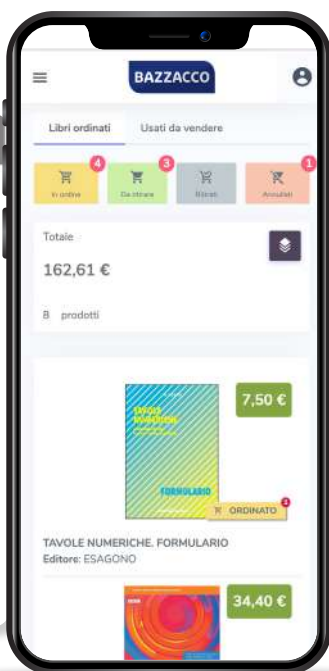 BAZZACCO
Libri ordinati Usati da vendere
4 3 1
In ordine Da ritirare Ritirati Annullati
Totale
162,61 €
8 prodotti
7,50 €
TAVOLE
NUMERICHE
FORMULARIO
ORDINATO
TAVOLE NUMERICHE. FORMULARIO
Editore: ESAGONO
34,40 €